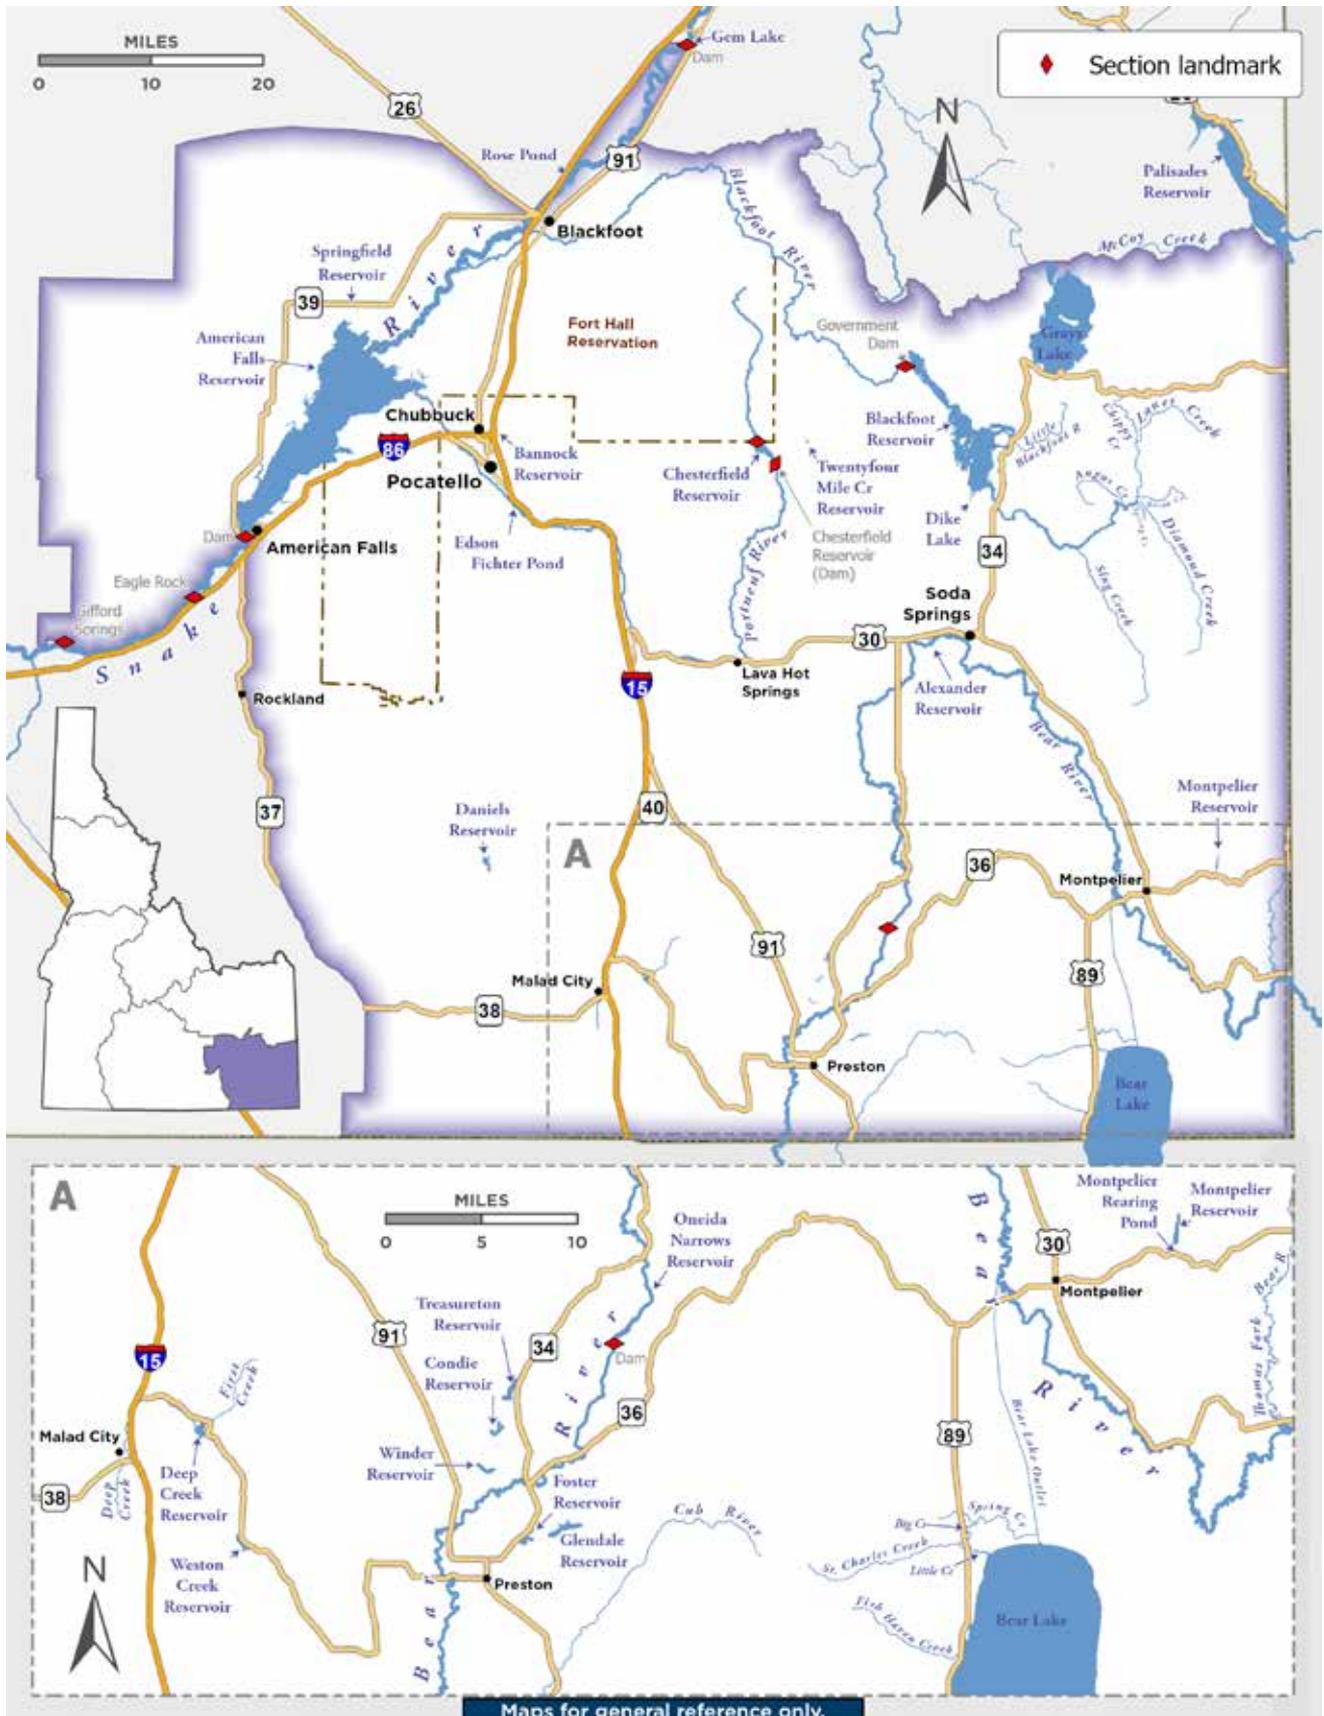 MILES
0 10 20
26
Gem Lake
Dam
Section landmark
N
Rose Pond
91
Palisades
Reservoir
Blackfoot
River
Blackfoot
McCoy Creek
Springfield
Reservoir
River
39
Fort Hall
Reservation
Government
Dam
Grays
Lake
American
Falls
Reservoir
Chubbuck
86
Bannock
Reservoir
Pocatello
Blackfoot
Reservoir
Little
Blackfoot R
Chippy
Cr
Lanes Creek
Chesterfield
Reservoir
Twentyfour
Mile Cr
Reservoir
Angus Cr
Diamond Creek
Dam
American Falls
Edson
Fichter Pond
Chesterfield
Reservoir
(Dam)
Dike
Lake
34
Eagle Rock
Gifford
Springs
Snake
Portneuf River
Slug Creek
Soda
Springs
30
Lava Hot
Springs
15
Alexander
Reservoir
Rockland
Bear
River
37
Daniels
Reservoir
40
Montpelier
Reservoir
A
36
Montpelier
91
89
Malad City
38
Preston
Bear
Lake
A
MILES
0 5 10
Oneida
Narrows
Reservoir
Bear
Montpelier
Rearing
Pond
Montpelier
Reservoir
30
Montpelier
Treasureton
Reservoir
91
34
15
Condie
Reservoir
River
Dam
First
Creek
36
River
Thomas Fork
Bear R
Bear Lake Outlet
89
Malad City
Winder
Reservoir
38
Deep
Creek
Deep
Creek
Reservoir
Foster
Reservoir
Glendale
Reservoir
Cub River
Spring Cr
Big Cr
St. Charles Creek
Little Cr
Weston
Creek
Reservoir
N
Preston
Bear
Fish Haven Creek
Bear Lake
Maps for general reference only.